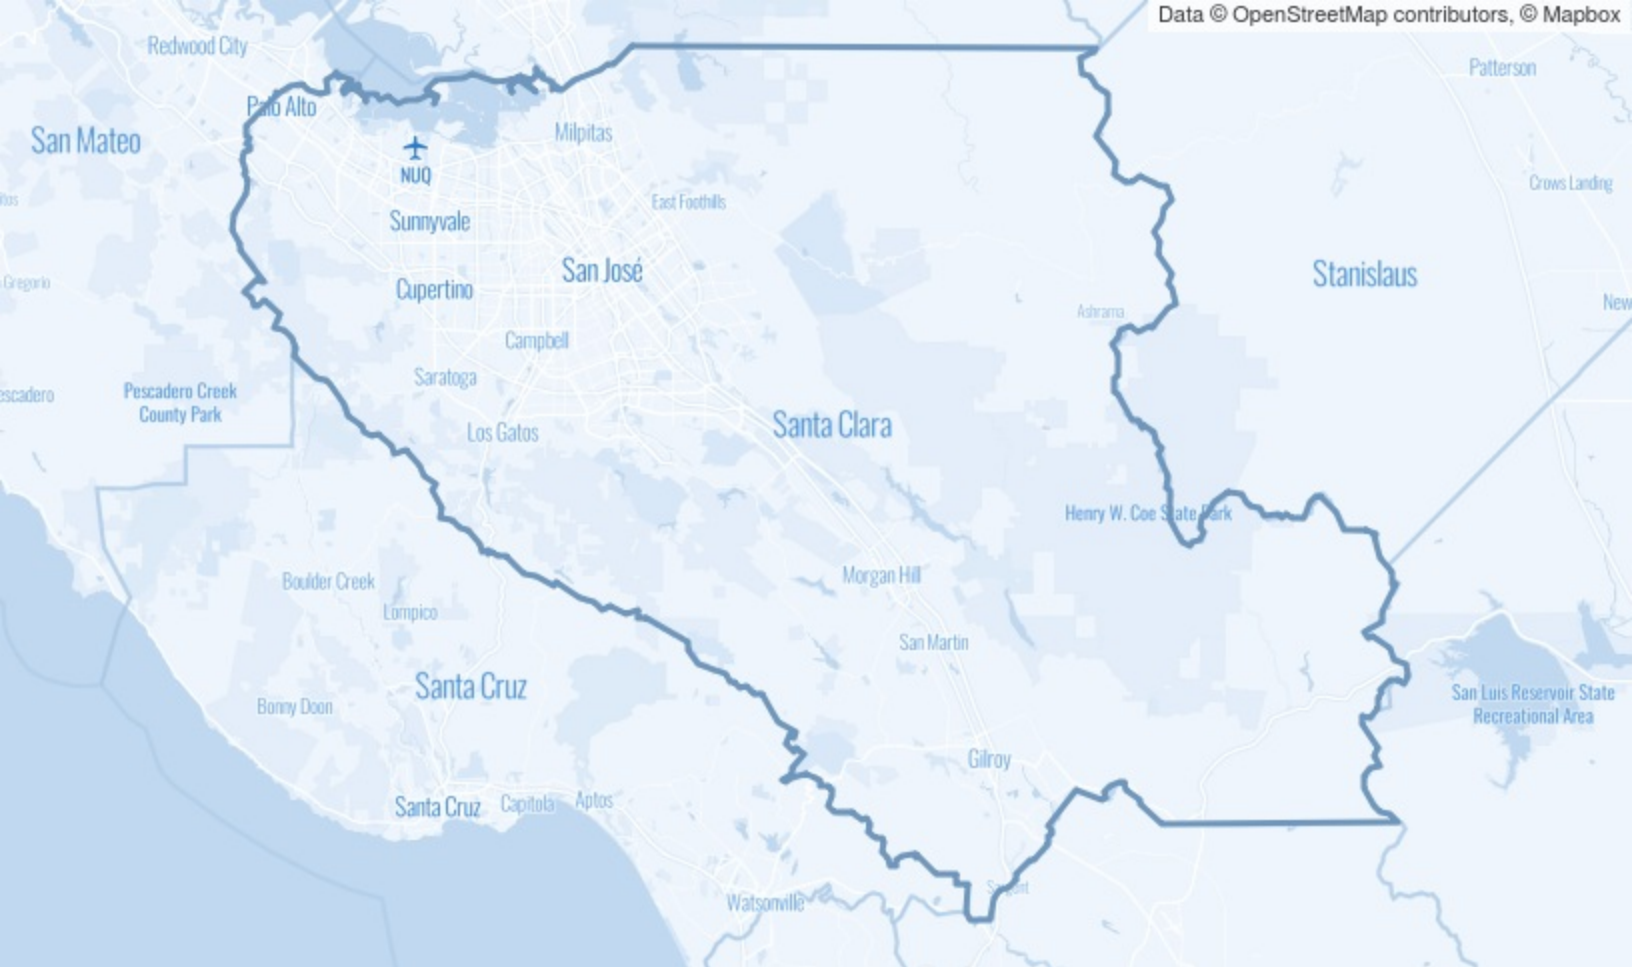 Data © OpenStreetMap contributors, © Mapbox
Redwood City
Patterson
Palo Alto
San Mateo
Milpitas
NUQ
Crows Landing
East Foothills
Sunnyvale
San José
Stanislaus
Gregorio
Cupertino
New
Ashrama
Campbell
Saratoga
Pescadero Creek
County Park
escadero
Santa Clara
Los Gatos
Henry W. Coe State Park
Morgan Hill
Boulder Creek
Lompico
San Martin
Santa Cruz
San Luis Reservoir State
Recreational Area
Bonny Doon
Gilroy
Santa Cruz
Capitola
Aptos
Sargent
Watsonville